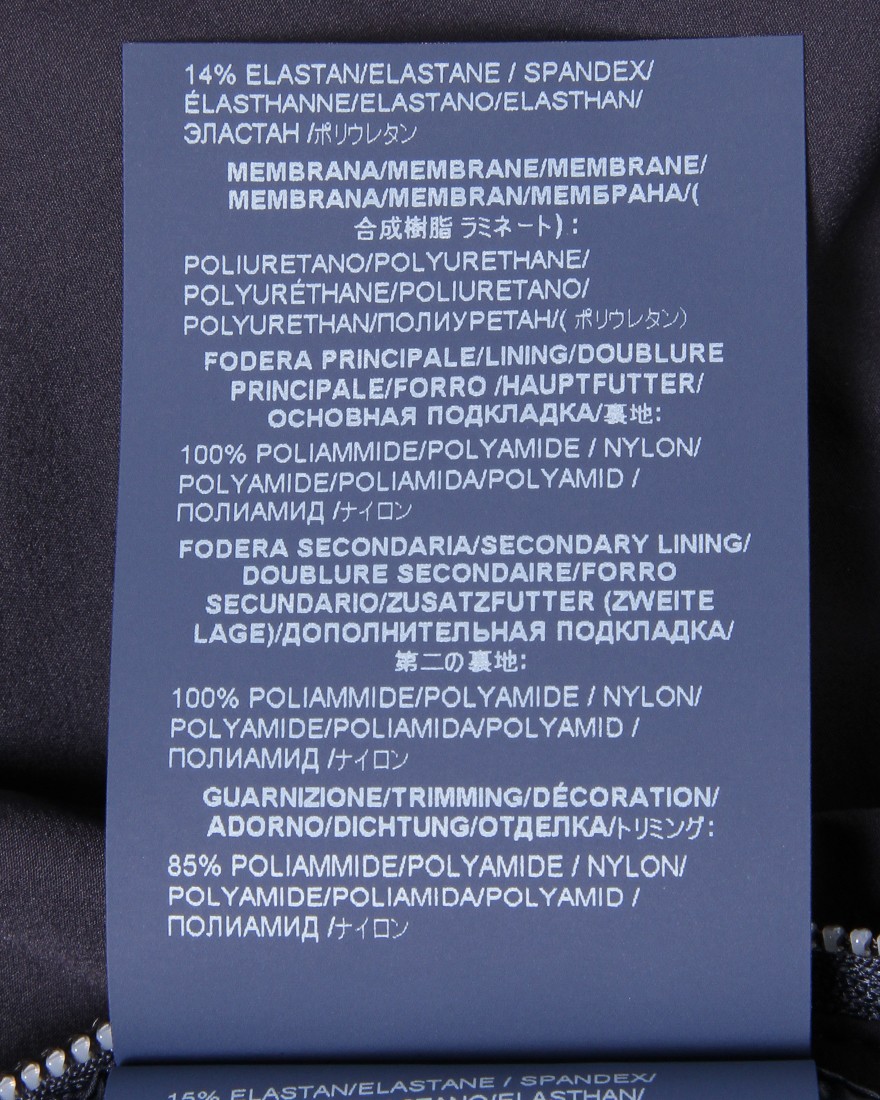 14% ELASTAN/ELASTANE / SPANDEX/
ÉLASTHANNE/ELASTANO/ELASTHAN/
ЭЛАСТАН /ポリウレタン
MEMBRANA/MEMBRANE/MEMBRANE/
MEMBRANA/MEMBRAN/МЕМБРАНА/(
合成樹脂 ラミネート) :
POLIURETANO/POLYURETHANE/
POLYURÉTHANE/POLIURETANO/
POLYURETHAN/ПОЛИУРЕТАН/( ポリウレタン)
FODERA PRINCIPALE/LINING/DOUBLURE
PRINCIPALE/FORRO /HAUPTFUTTER/
ОСНОВНАЯ ПОДКЛАДКА/裏地:
100% POLIAMMIDE/POLYAMIDE / NYLON/
POLYAMIDE/POLIAMIDA/POLYAMID /
ПОЛИАМИД /ナイロン
FODERA SECONDARIA/SECONDARY LINING/
DOUBLURE SECONDAIRE/FORRO
SECUNDARIO/ZUSATZFUTTER (ZWEITE
LAGE)/ДОПОЛНИТЕЛЬНАЯ ПОДКЛАДКА/
第二の裏地:
100% POLIAMMIDE/POLYAMIDE / NYLON/
POLYAMIDE/POLIAMIDA/POLYAMID /
ПОЛИАМИД /ナイロン
GUARNIZIONE/TRIMMING/DÉCORATION/
ADORNO/DICHTUNG/ОТДЕЛКА/トリミング:
85% POLIAMMIDE/POLYAMIDE / NYLON/
POLYAMIDE/POLIAMIDA/POLYAMID /
ПОЛИАМИД /ナイロン
15% ELASTAN/ELASTANE / SPANDEX/